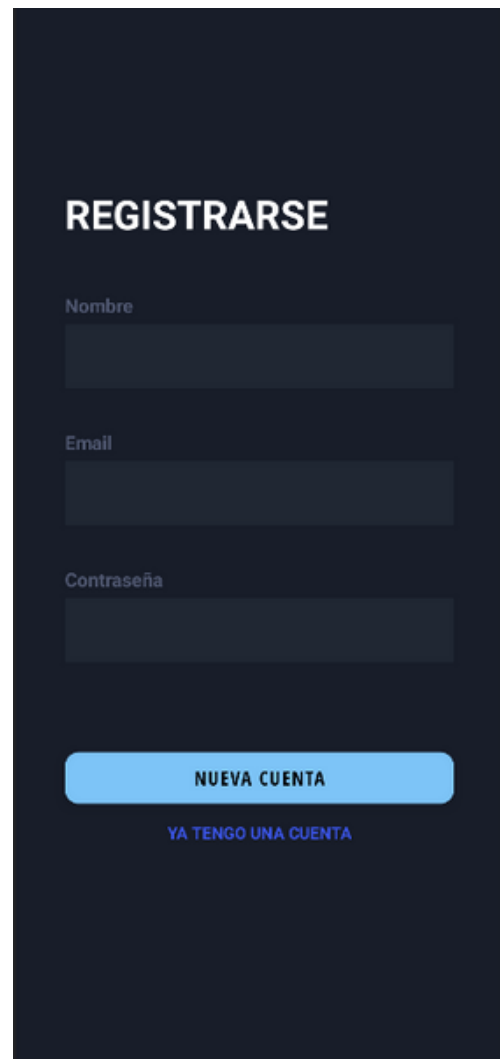 REGISTRARSE
Nombre
Email
Contraseña
NUEVA CUENTA
YA TENGO UNA CUENTA